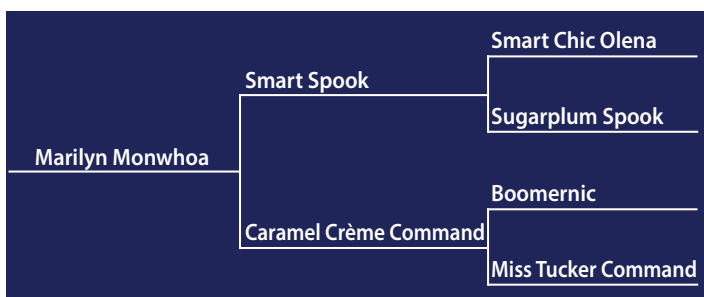 Smart Chic Olena
Smart Spook
Sugarplum Spook
Marilyn Monwhoa
Boomernic
Caramel Crème Command
Miss Tucker Command